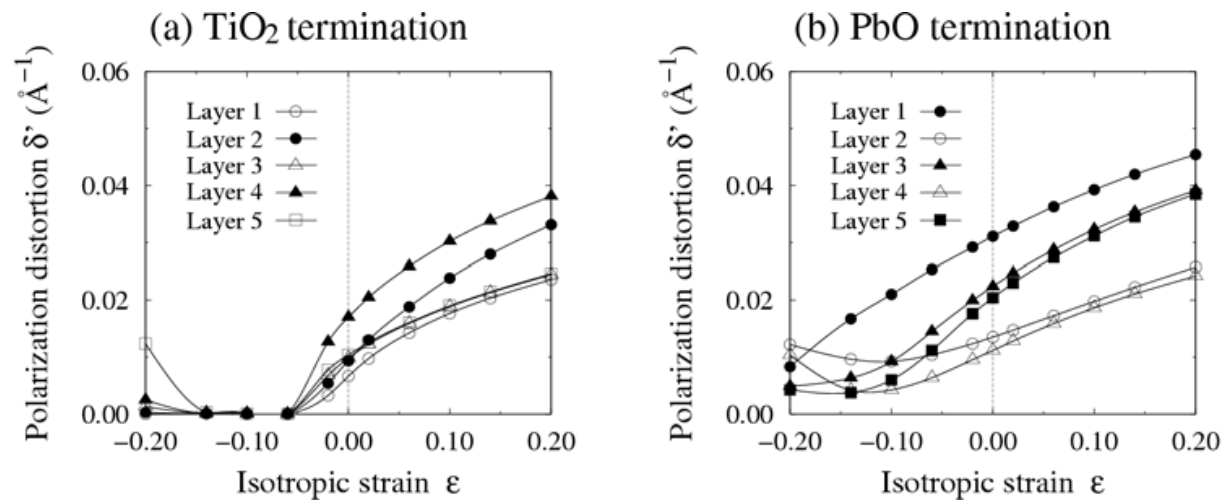 (a) TiO₂ termination
Polarization distortion δ' (Å⁻¹)
0.06
0.04
0.02
0.00
Layer 1
Layer 2
Layer 3
Layer 4
Layer 5
−0.20
−0.10
0.00
0.10
0.20
Isotropic strain ε
(b) PbO termination
Polarization distortion δ' (Å⁻¹)
0.06
0.04
0.02
0.00
Layer 1
Layer 2
Layer 3
Layer 4
Layer 5
−0.20
−0.10
0.00
0.10
0.20
Isotropic strain ε